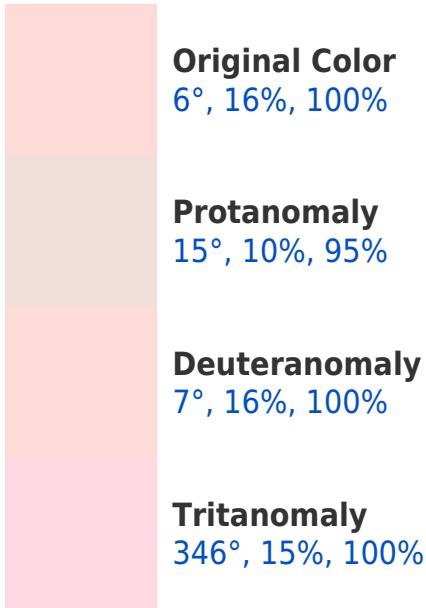 Original Color
6°, 16%, 100%
Protanomaly
15°, 10%, 95%
Deuteranomaly
7°, 16%, 100%
Tritanomaly
346°, 15%, 100%